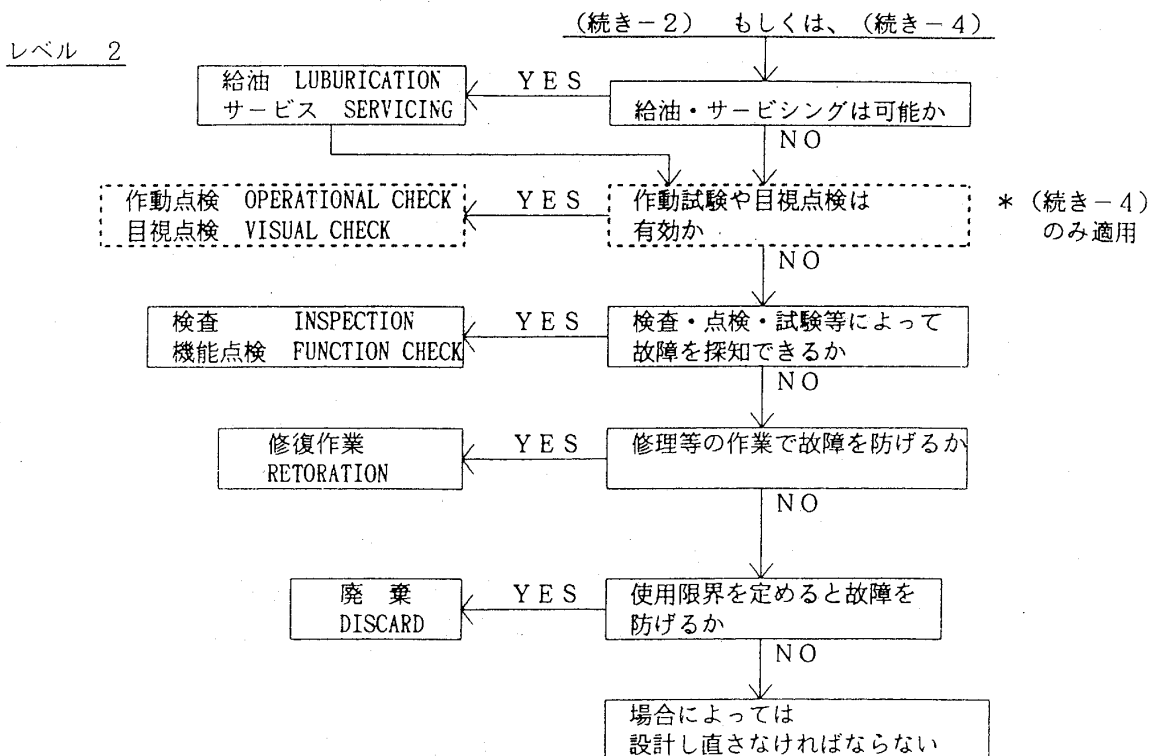 (続き－2) もしくは、(続き－4)
レベル 2
給油 LUBURICATION
サービス SERVICING
YES
給油・サービシングは可能か
NO
作動点検 OPERATIONAL CHECK
目視点検 VISUAL CHECK
YES
作動試験や目視点検は
有効か
＊(続き－4)
のみ適用
NO
検査 INSPECTION
機能点検 FUNCTION CHECK
YES
検査・点検・試験等によって
故障を探知できるか
NO
修復作業
RETORATION
YES
修理等の作業で故障を防げるか
NO
廃棄
DISCARD
YES
使用限界を定めると故障を
防げるか
NO
場合によっては
設計し直さなければならない